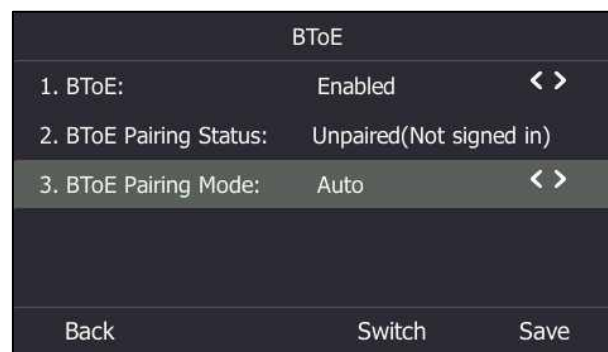 BToE
1. BToE: Enabled < >
2. BToE Pairing Status: Unpaired(Not signed in)
3. BToE Pairing Mode: Auto < >
Back Switch Save